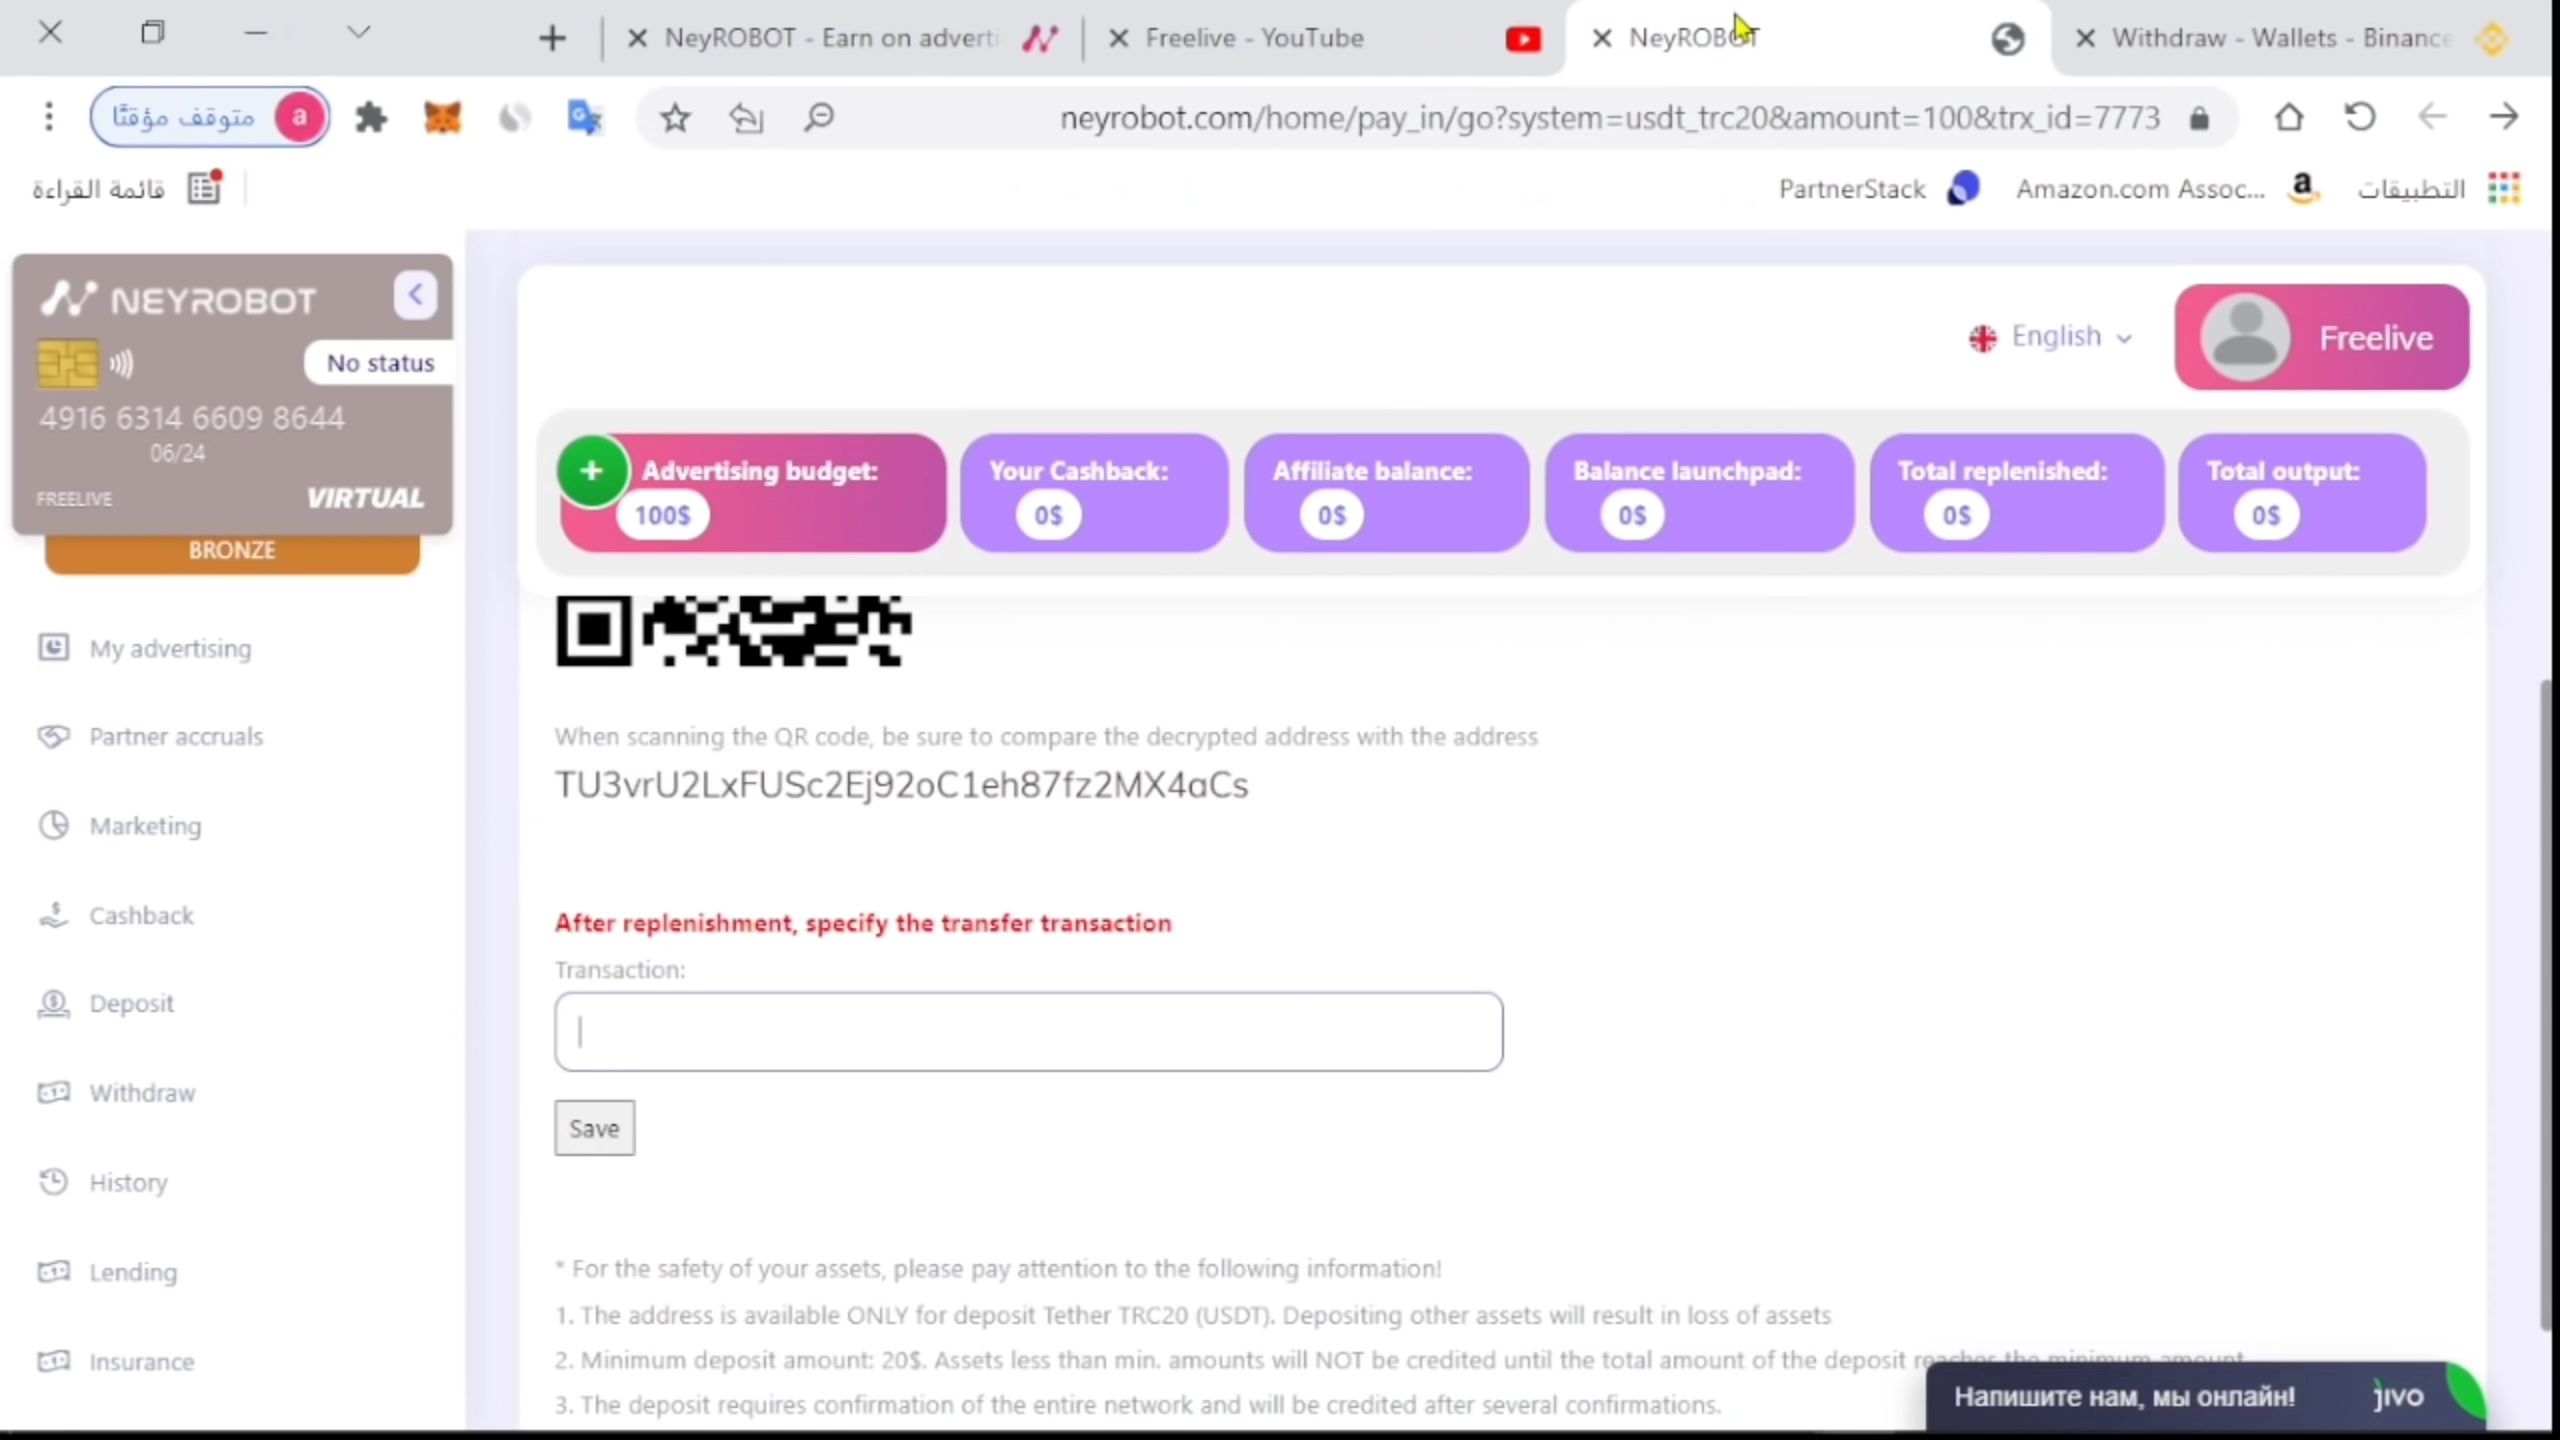 NeyROBOT - Earn on adverti
Freelive - YouTube
NeyROBOT
Withdraw - Wallets - Binance
متوقف مؤقتًا
a
neyrobot.com/home/pay_in/go?system=usdt_trc20&amount=100&trx_id=7773
قائمة القراءة
PartnerStack
Amazon.com Assoc...
التطبيقات
NEYROBOT
No status
4916 6314 6609 8644
06/24
FREELIVE
VIRTUAL
BRONZE
English
Freelive
Advertising budget:
100$
Your Cashback:
0$
Affiliate balance:
0$
Balance launchpad:
0$
Total replenished:
0$
Total output:
0$
My advertising
Partner accruals
Marketing
Cashback
Deposit
Withdraw
History
Lending
Insurance
When scanning the QR code, be sure to compare the decrypted address with the address
TU3vrU2LxFUSc2Ej92oC1eh87fz2MX4aCs
After replenishment, specify the transfer transaction
Transaction:
Save
* For the safety of your assets, please pay attention to the following information!
1. The address is available ONLY for deposit Tether TRC20 (USDT). Depositing other assets will result in loss of assets
2. Minimum deposit amount: 20$. Assets less than min. amounts will NOT be credited until the total amount of the deposit reaches the minimum amount
3. The deposit requires confirmation of the entire network and will be credited after several confirmations.
Напишите нам, мы онлайн!
jivo